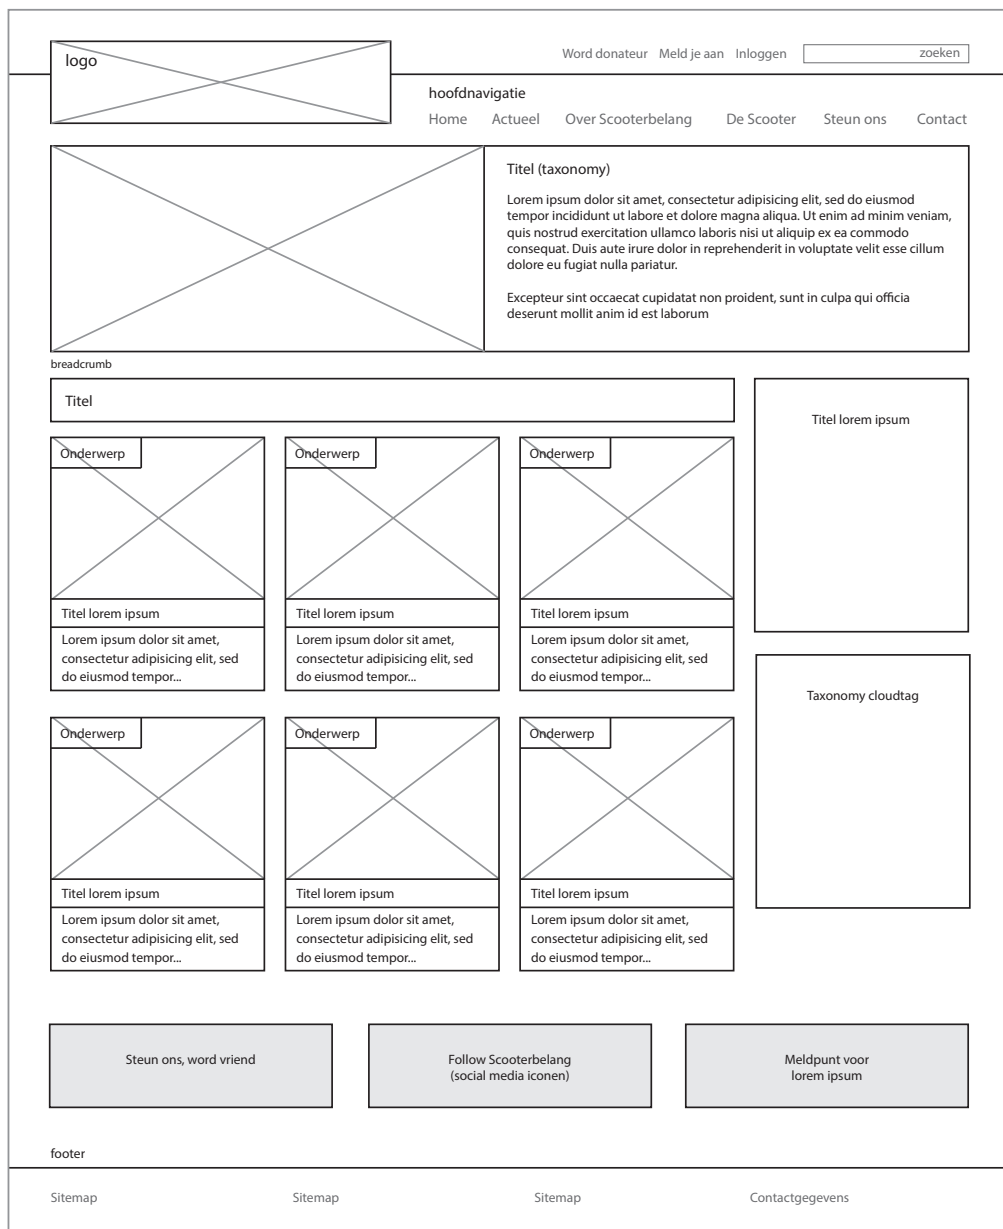 logo
Word donateur Meld je aan Inloggen zoeken
hoofdnavigatie
Home Actueel Over Scooterbelang De Scooter Steun ons Contact
Titel (taxonomy)
Lorem ipsum dolor sit amet, consectetur adipisicing elit, sed do eiusmod
tempor incididunt ut labore et dolore magna aliqua. Ut enim ad minim veniam,
quis nostrud exercitation ullamco laboris nisi ut aliquip ex ea commodo
consequat. Duis aute irure dolor in reprehenderit in voluptate velit esse cillum
dolore eu fugiat nulla pariatur.
Excepteur sint occaecat cupidatat non proident, sunt in culpa qui officia
deserunt mollit anim id est laborum
breadcrumb
Titel
Onderwerp
Titel lorem ipsum
Lorem ipsum dolor sit amet,
consectetur adipisicing elit, sed
do eiusmod tempor...
Onderwerp
Titel lorem ipsum
Lorem ipsum dolor sit amet,
consectetur adipisicing elit, sed
do eiusmod tempor...
Onderwerp
Titel lorem ipsum
Lorem ipsum dolor sit amet,
consectetur adipisicing elit, sed
do eiusmod tempor...
Onderwerp
Titel lorem ipsum
Lorem ipsum dolor sit amet,
consectetur adipisicing elit, sed
do eiusmod tempor...
Onderwerp
Titel lorem ipsum
Lorem ipsum dolor sit amet,
consectetur adipisicing elit, sed
do eiusmod tempor...
Onderwerp
Titel lorem ipsum
Lorem ipsum dolor sit amet,
consectetur adipisicing elit, sed
do eiusmod tempor...
Titel lorem ipsum
Taxonomy cloudtag
Steun ons, word vriend
Follow Scooterbelang
(social media iconen)
Meldpunt voor
lorem ipsum
footer
Sitemap Sitemap Sitemap Contactgegevens